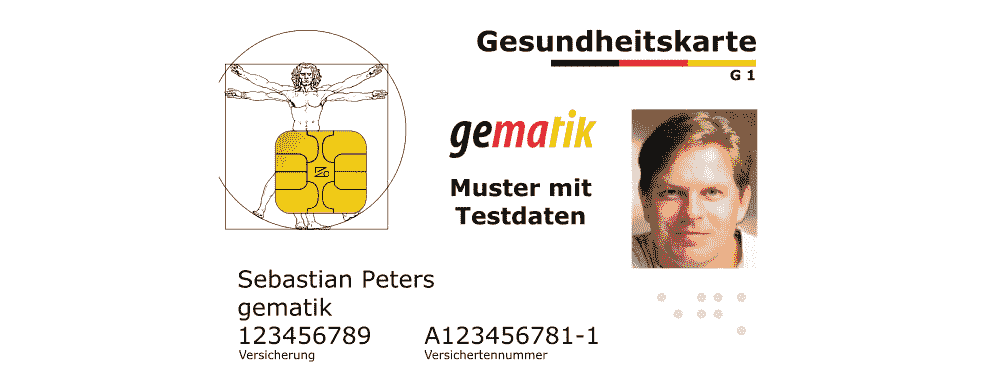 Gesundheitskarte
G 1
gematik
Muster mit
Testdaten
Sebastian Peters
gematik
123456789 A123456781-1
Versicherung Versichertennummer